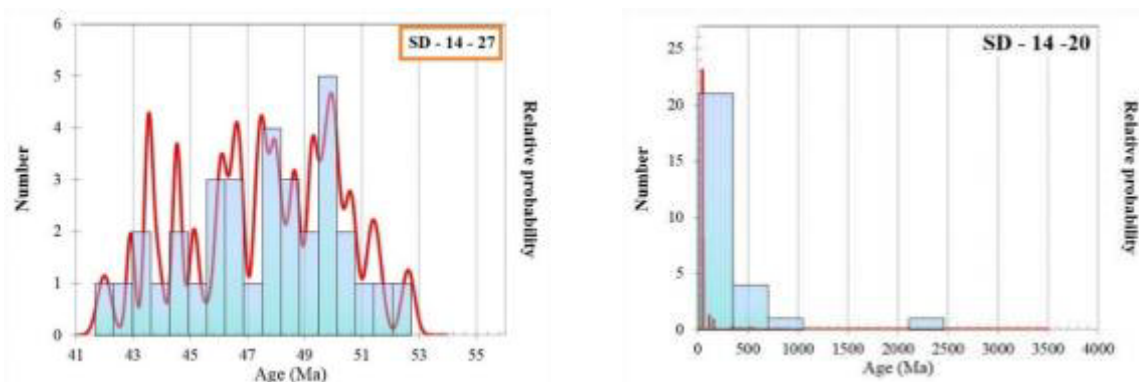 6
5
4
3
2
1
0
41 43 45 47 49 51 53 55
Number
Age (Ma)
Relative probability
SD - 14 - 27
25
20
15
10
5
0
0 500 1000 1500 2000 2500 3000 3500 4000
Number
Age (Ma)
Relative probability
SD - 14 -20